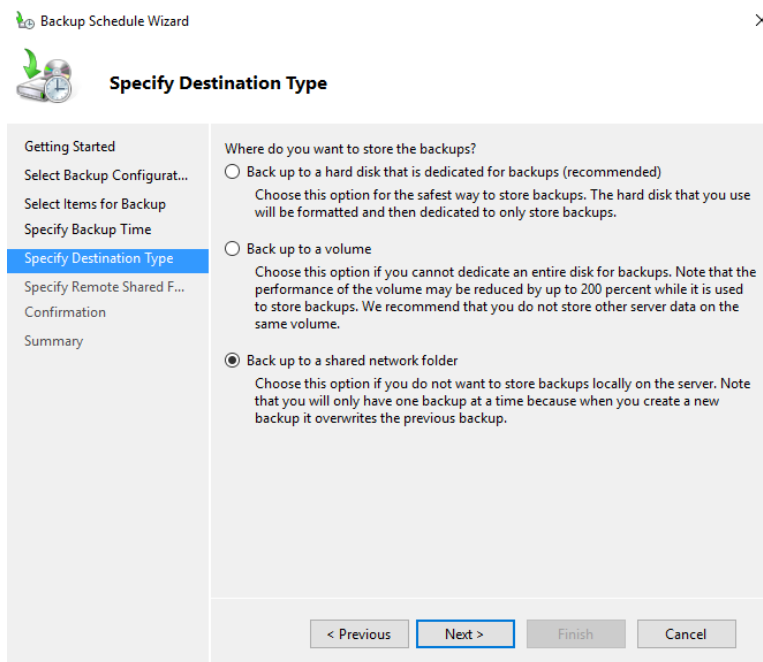 Backup Schedule Wizard
Specify Destination Type
Getting Started
Select Backup Configurat...
Select Items for Backup
Specify Backup Time
Specify Destination Type
Specify Remote Shared F...
Confirmation
Summary
Where do you want to store the backups?
Back up to a hard disk that is dedicated for backups (recommended)
Choose this option for the safest way to store backups. The hard disk that you use
will be formatted and then dedicated to only store backups.
Back up to a volume
Choose this option if you cannot dedicate an entire disk for backups. Note that the
performance of the volume may be reduced by up to 200 percent while it is used
to store backups. We recommend that you do not store other server data on the
same volume.
Back up to a shared network folder
Choose this option if you do not want to store backups locally on the server. Note
that you will only have one backup at a time because when you create a new
backup it overwrites the previous backup.
< Previous
Next >
Finish
Cancel